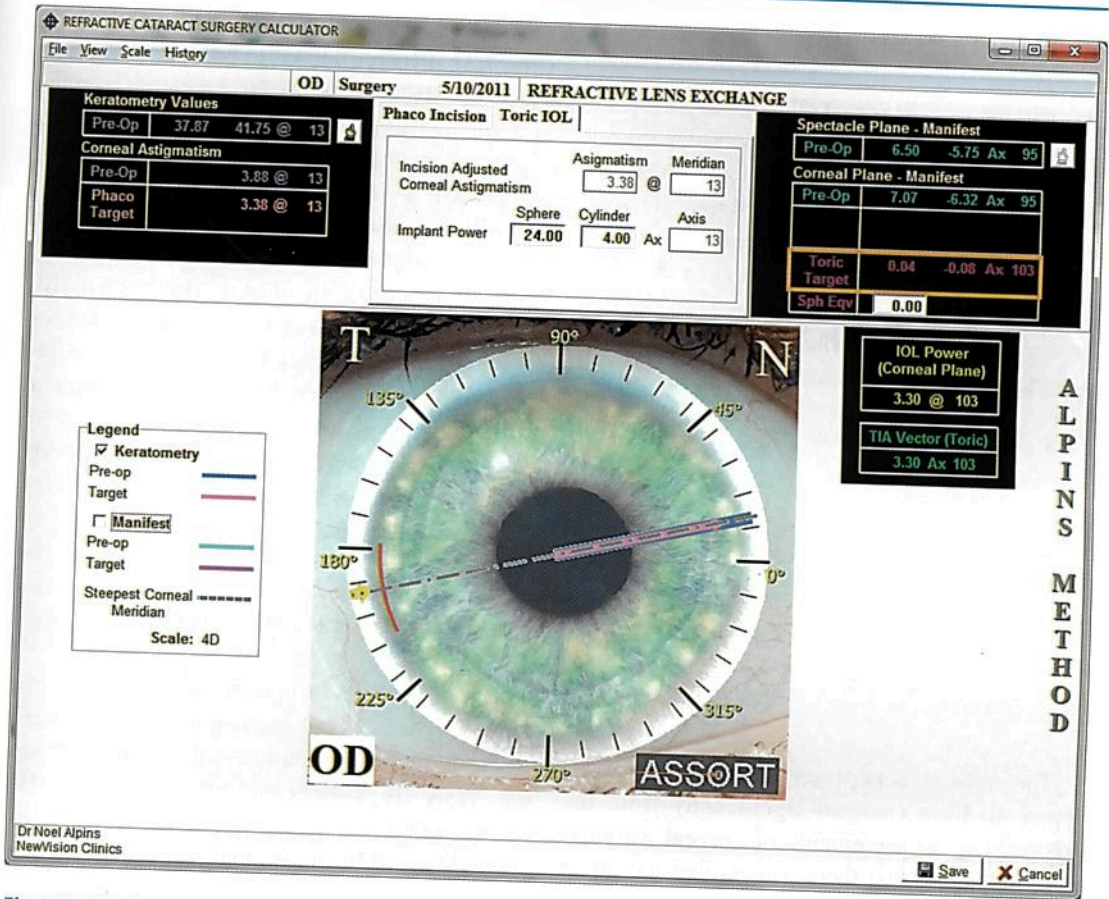 REFRACTIVE CATARACT SURGERY CALCULATOR
File View Scale History
OD Surgery 5/10/2011 REFRACTIVE LENS EXCHANGE
Keratometry Values
Pre-Op 37.87 41.75 @ 13
Corneal Astigmatism
Pre-Op 3.88 @ 13
Phaco Target 3.38 @ 13
Phaco Incision Toric IOL
Asigmatism Meridian
Incision Adjusted
Corneal Astigmatism 3.38 @ 13
Sphere Cylinder Axis
Implant Power 24.00 4.00 Ax 13
Spectacle Plane - Manifest
Pre-Op 6.50 -5.75 Ax 95
Corneal Plane - Manifest
Pre-Op 7.07 -6.32 Ax 95
Toric Target 0.04 -0.08 Ax 103
Sph Eqv 0.00
IOL Power
(Corneal Plane)
3.30 @ 103
TIA Vector (Toric)
3.30 Ax 103
ALPINS METHOD
Legend
Keratometry
Pre-op
Target
Manifest
Pre-op
Target
Steepest Corneal
Meridian
Scale: 4D
T
N
90°
135°
45°
180°
0°
225°
315°
270°
OD
ASSORT
Dr Noel Alpins
NewVision Clinics
Save Cancel